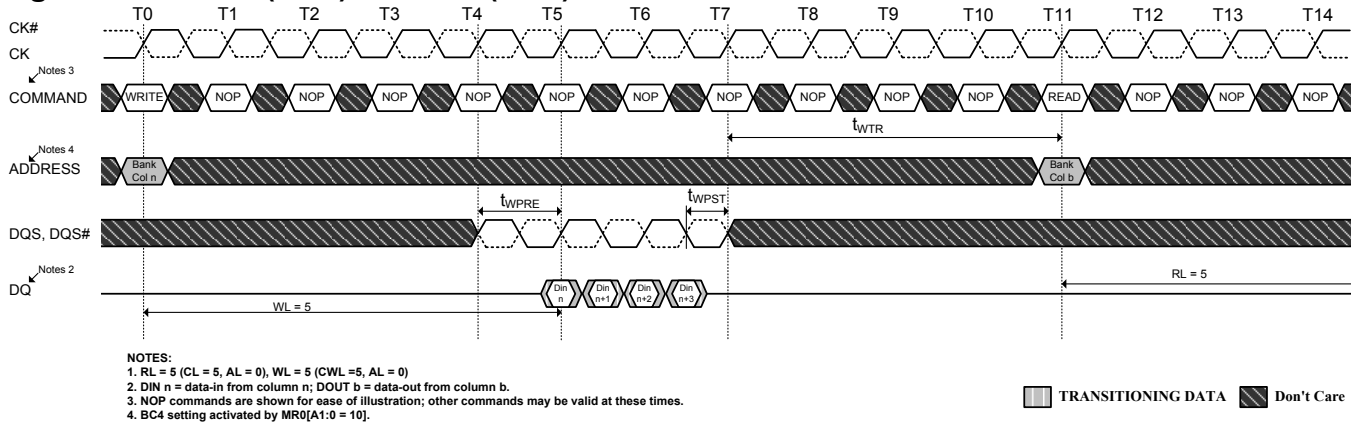 T0 T1 T2 T3 T4 T5 T6 T7 T8 T9 T10 T11 T12 T13 T14
CK#
CK
Notes 3
COMMAND WRITE NOP NOP NOP NOP NOP NOP NOP NOP NOP NOP READ NOP NOP NOP
tWTR
Notes 4
ADDRESS Bank Col n Bank Col b
tWPRE tWPST
DQS, DQS#
Notes 2
DQ Din n Din n+1 Din n+2 Din n+3
RL = 5
WL = 5
NOTES:
1. RL = 5 (CL = 5, AL = 0), WL = 5 (CWL =5, AL = 0)
2. DIN n = data-in from column n; DOUT b = data-out from column b.
3. NOP commands are shown for ease of illustration; other commands may be valid at these times.
4. BC4 setting activated by MR0[A1:0 = 10].
TRANSITIONING DATA Don't Care